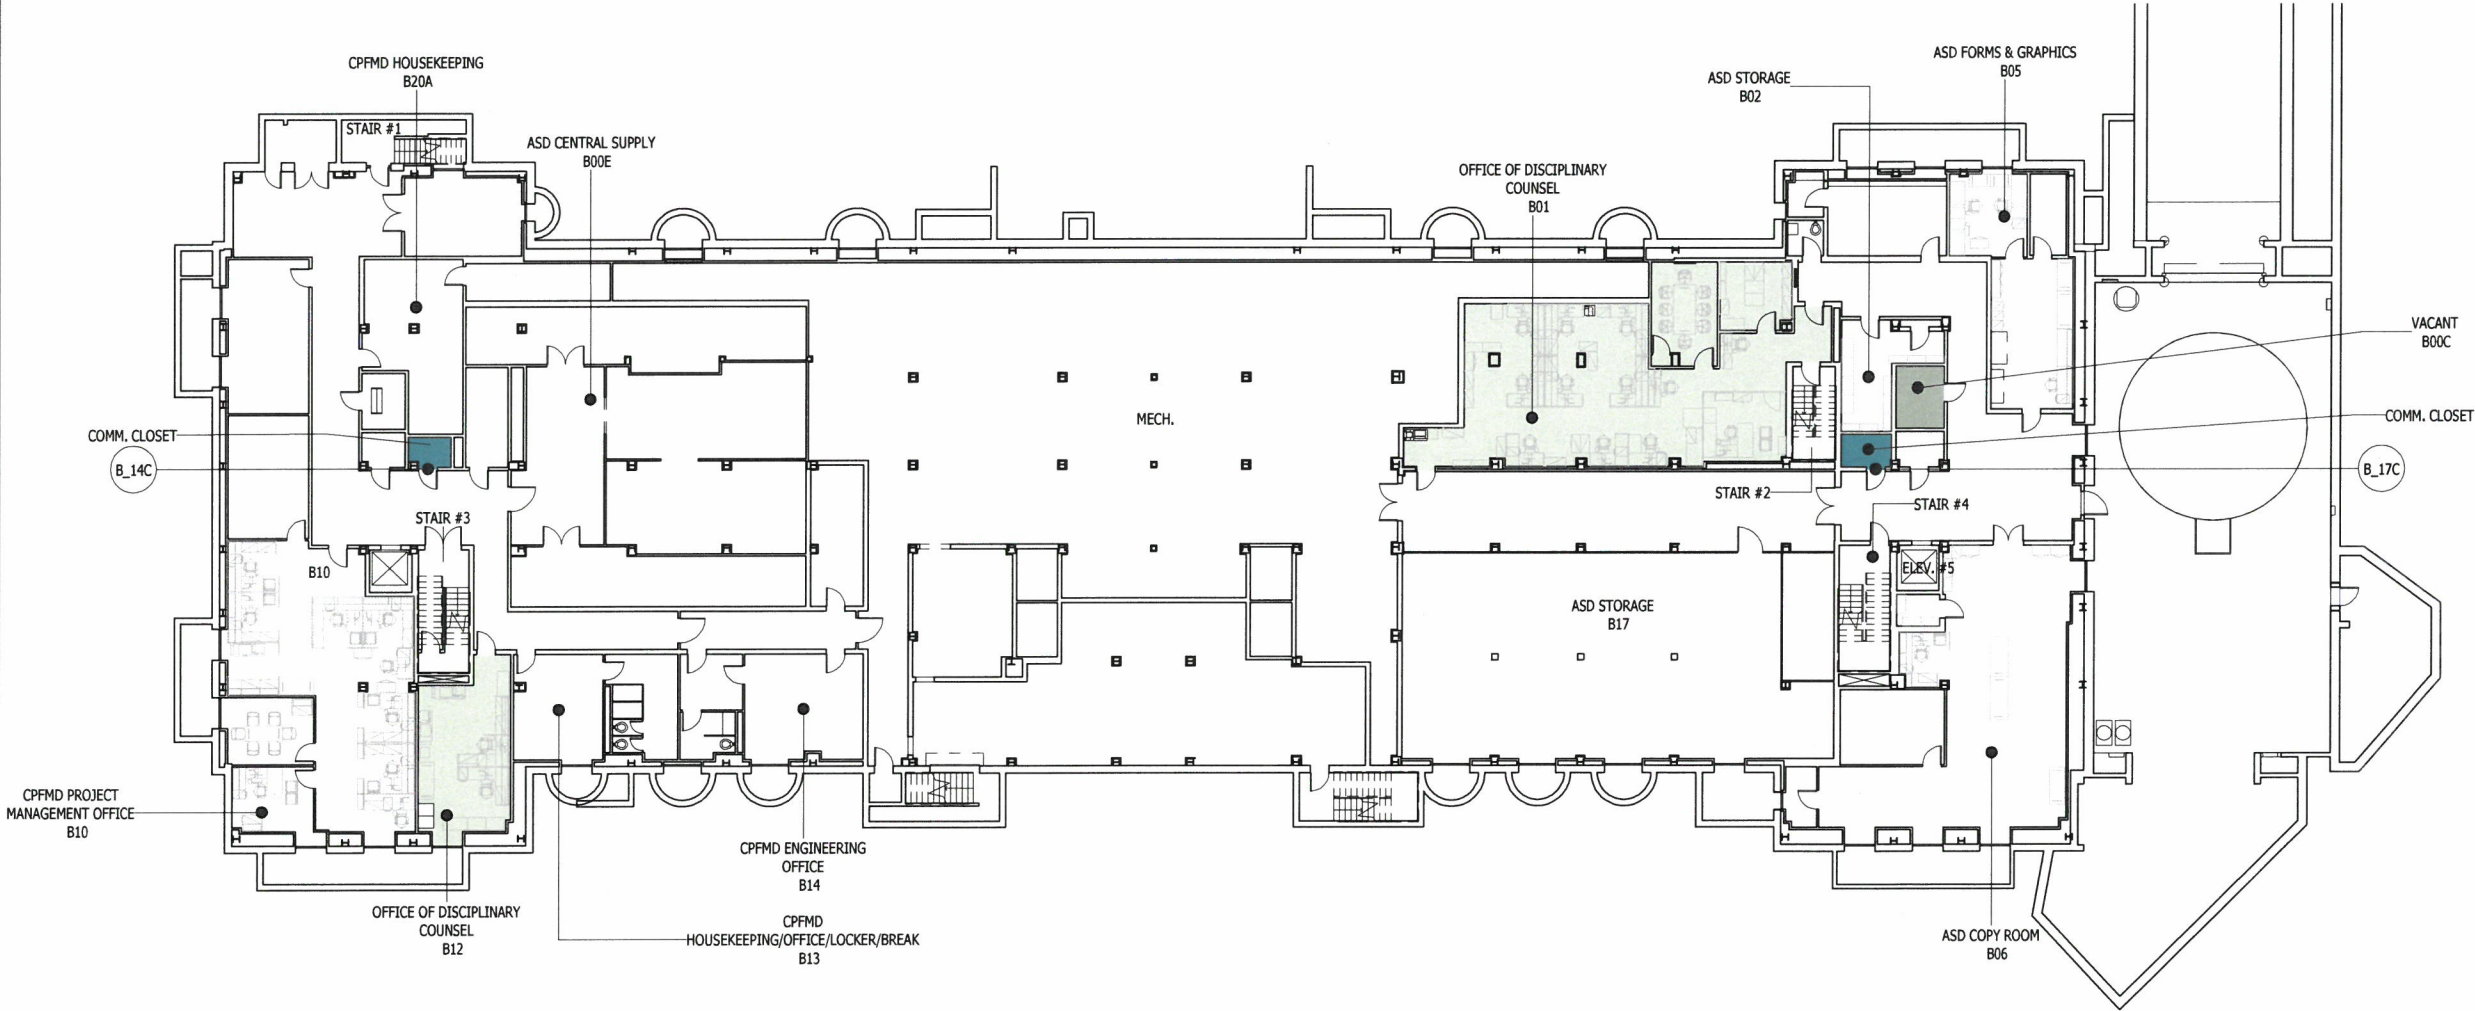 ASD FORMS & GRAPHICS
B05
CPFMD HOUSEKEEPING
B20A
ASD STORAGE
B02
STAIR #1
ASD CENTRAL SUPPLY
B00E
OFFICE OF DISCIPLINARY
COUNSEL
B01
VACANT
B00C
MECH.
COMM. CLOSET
COMM. CLOSET
B_14C
B_17C
STAIR #2
STAIR #4
STAIR #3
B10
ELEV. #5
ASD STORAGE
B17
CPFMD PROJECT
MANAGEMENT OFFICE
B10
CPFMD ENGINEERING
OFFICE
B14
OFFICE OF DISCIPLINARY
COUNSEL
B12
CPFMD
HOUSEKEEPING/OFFICE/LOCKER/BREAK
B13
ASD COPY ROOM
B06